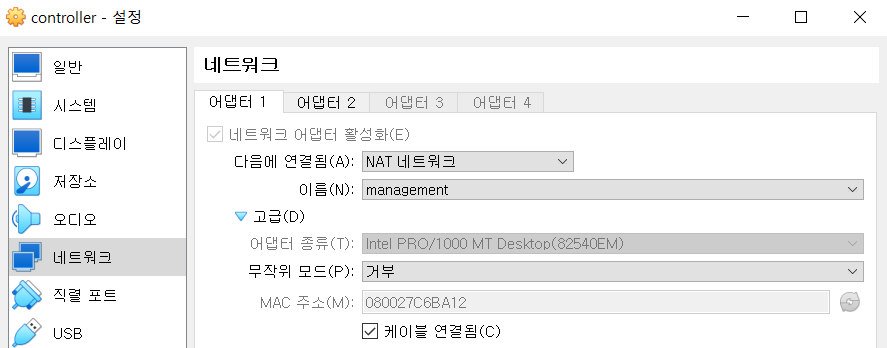 controller - 설정
일반
시스템
디스플레이
저장소
오디오
네트워크
직렬 포트
USB
네트워크
어댑터 1 어댑터 2 어댑터 3 어댑터 4
네트워크 어댑터 활성화(E)
다음에 연결됨(A): NAT 네트워크
이름(N): management
고급(D)
어댑터 종류(T): Intel PRO/1000 MT Desktop(82540EM)
무작위 모드(P): 거부
MAC 주소(M): 080027C6BA12
케이블 연결됨(C)